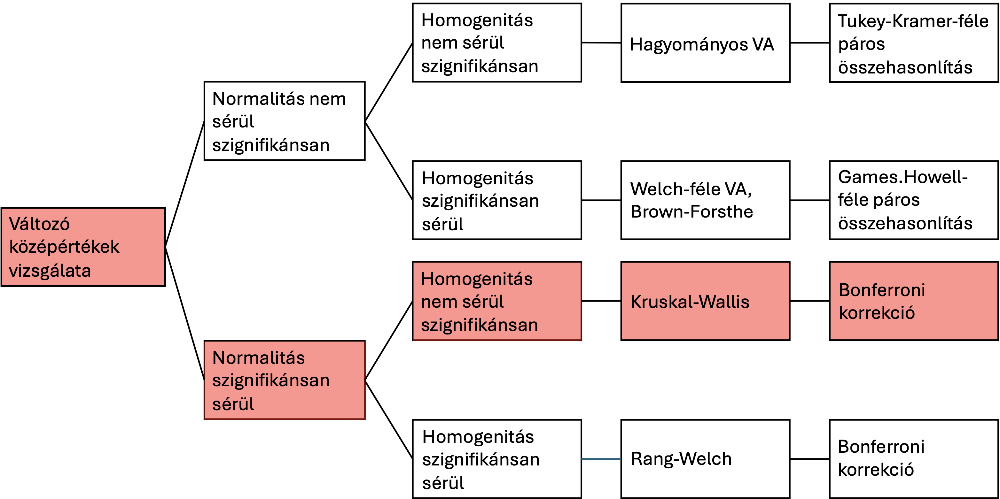 Változó
középértékek
vizsgálata
Normalitás nem
sérül
szignifikánsan
Homogenitás
nem sérül
szignifikánsan
Hagyományos VA
Tukey-Kramer-féle
páros
összehasonlítás
Homogenitás
szignifikánsan
sérül
Welch-féle VA,
Brown-Forsthe
Games.Howell-
féle páros
összehasonlítás
Normalitás
szignifikánsan
sérül
Homogenitás
nem sérül
szignifikánsan
Kruskal-Wallis
Bonferroni
korrekció
Homogenitás
szignifikánsan
sérül
Rang-Welch
Bonferroni
korrekció